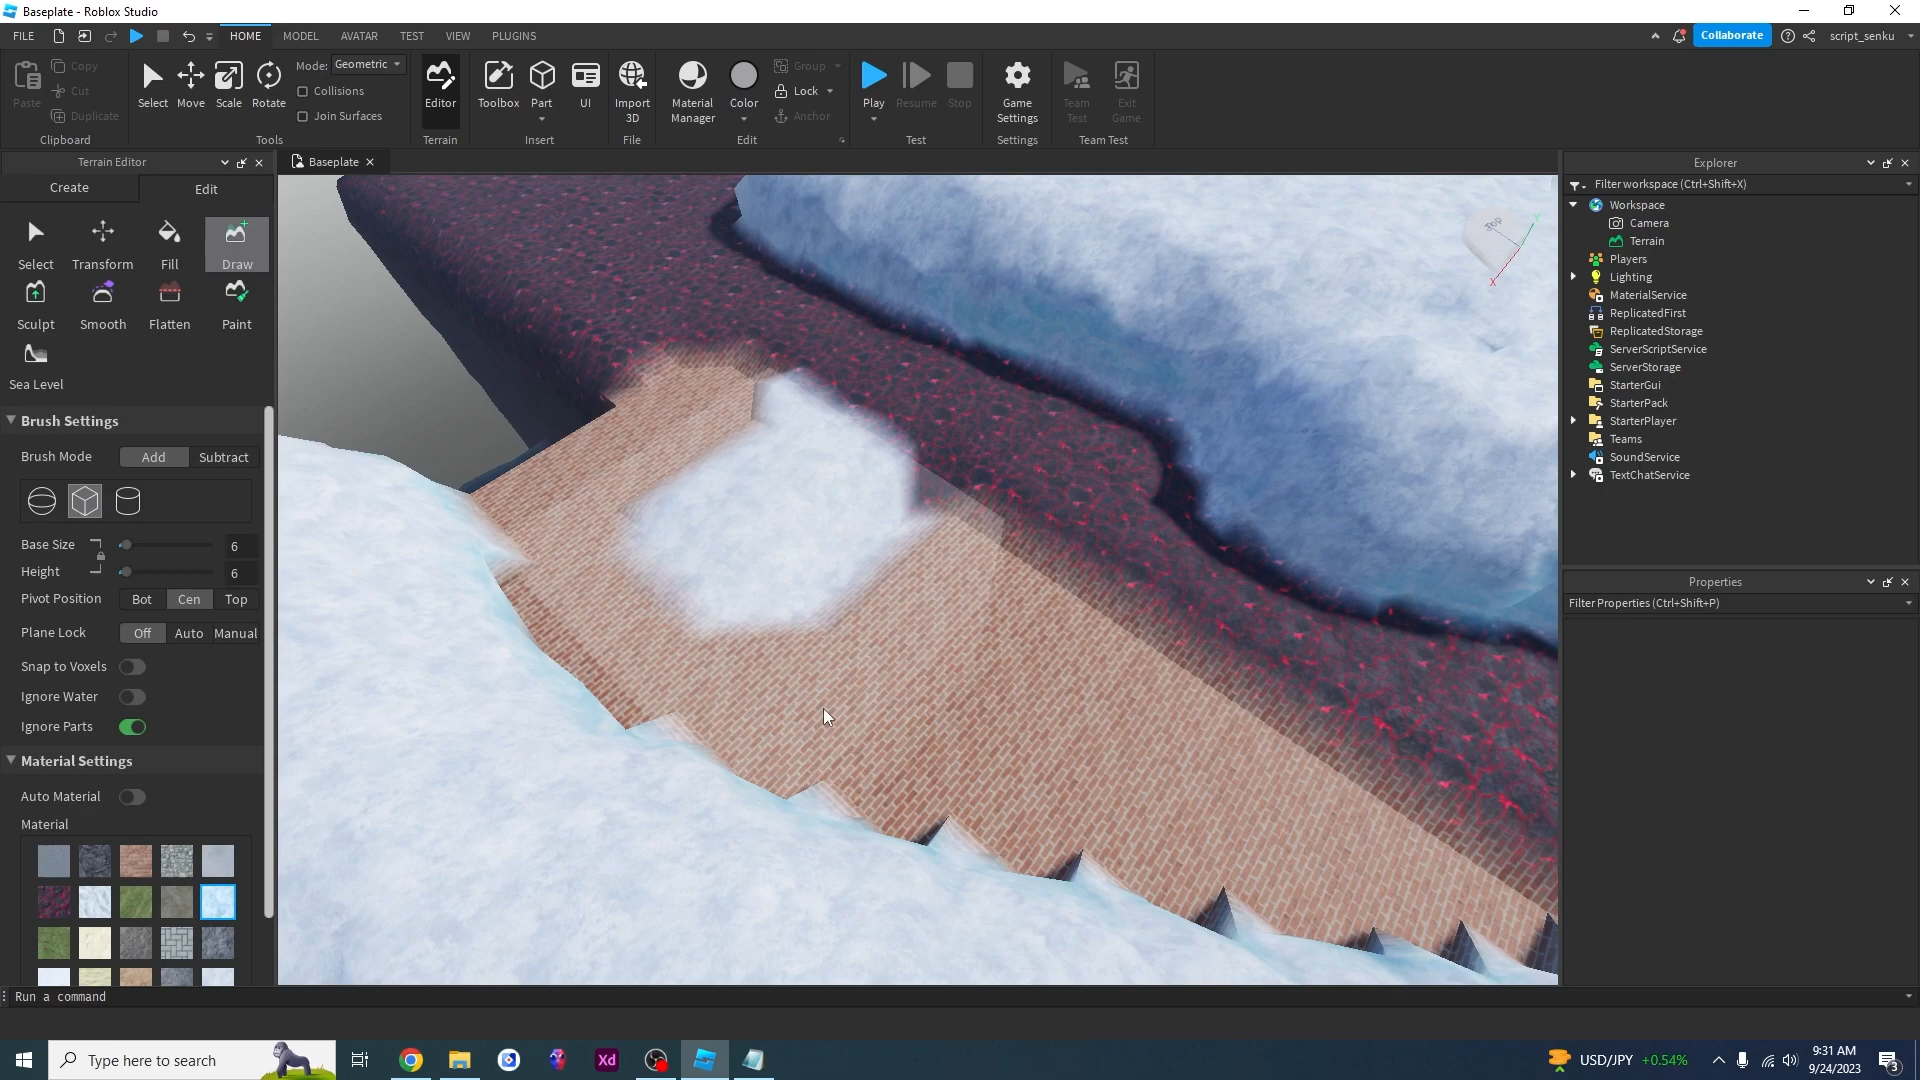 Baseplate - Roblox Studio
FILE HOME MODEL AVATAR TEST VIEW PLUGINS Collaborate script_senku
Paste Copy Cut Duplicate Clipboard
Select Move Scale Rotate Mode: Geometric Collisions Join Surfaces Tools
Editor Terrain
Toolbox Part UI Insert
Import 3D File
Material Manager Color Group Lock Anchor Edit
Play Resume Stop Test
Game Settings Settings
Team Test Exit Game Team Test
Terrain Editor
Create Edit
Select Transform Fill Draw
Sculpt Smooth Flatten Paint
Sea Level
Brush Settings
Brush Mode Add Subtract
Base Size 6
Height 6
Pivot Position Bot Cen Top
Plane Lock Off Auto Manual
Snap to Voxels
Ignore Water
Ignore Parts
Material Settings
Auto Material
Material
Baseplate
TOP
Y
X
Explorer
Filter workspace (Ctrl+Shift+X)
Workspace
Camera
Terrain
Players
Lighting
MaterialService
ReplicatedFirst
ReplicatedStorage
ServerScriptService
ServerStorage
StarterGui
StarterPack
StarterPlayer
Teams
SoundService
TextChatService
Properties
Filter Properties (Ctrl+Shift+P)
Run a command
Type here to search
Xd
USD/JPY +0.54%
9:31 AM
9/24/2023
3